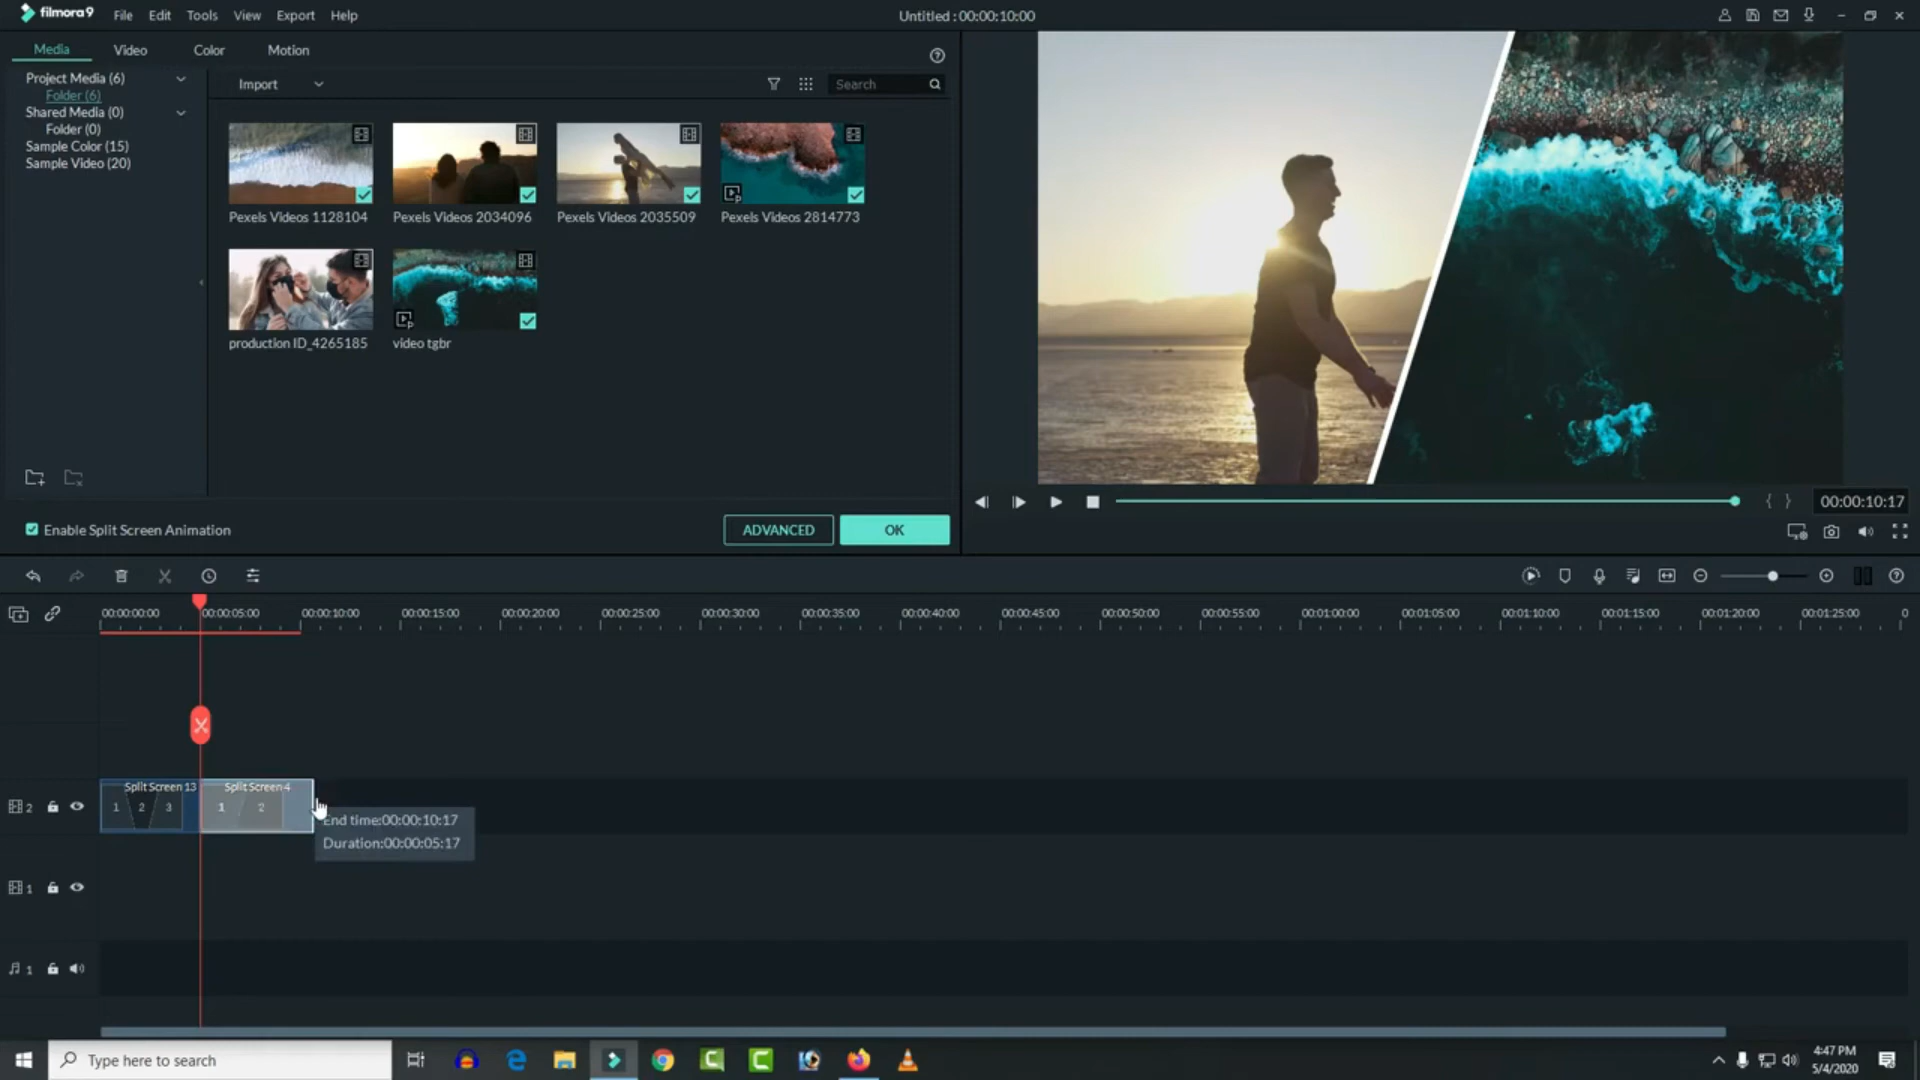 filmora9 File Edit Tools View Export Help
Untitled : 00:00:10:00
Media Video Color Motion
Project Media (6)
Folder (6)
Shared Media (0)
Folder (0)
Sample Color (15)
Sample Video (20)
Import
Search
Pexels Videos 1128104
Pexels Videos 2034096
Pexels Videos 2035509
Pexels Videos 2814773
production ID_4265185
video tgbr
Enable Split Screen Animation
ADVANCED
OK
{ } 00:00:10:17
00:00:00:00 00:00:05:00 00:00:10:00 00:00:15:00 00:00:20:00 00:00:25:00 00:00:30:00 00:00:35:00 00:00:40:00 00:00:45:00 00:00:50:00 00:00:55:00 00:01:00:00 00:01:05:00 00:01:10:00 00:01:15:00 00:01:20:00 00:01:25:00 0
2
Split Screen 13
1 2 3
Split Screen 4
1 2
End time:00:00:10:17
Duration:00:00:05:17
1
1
Type here to search
4:47 PM
5/4/2020